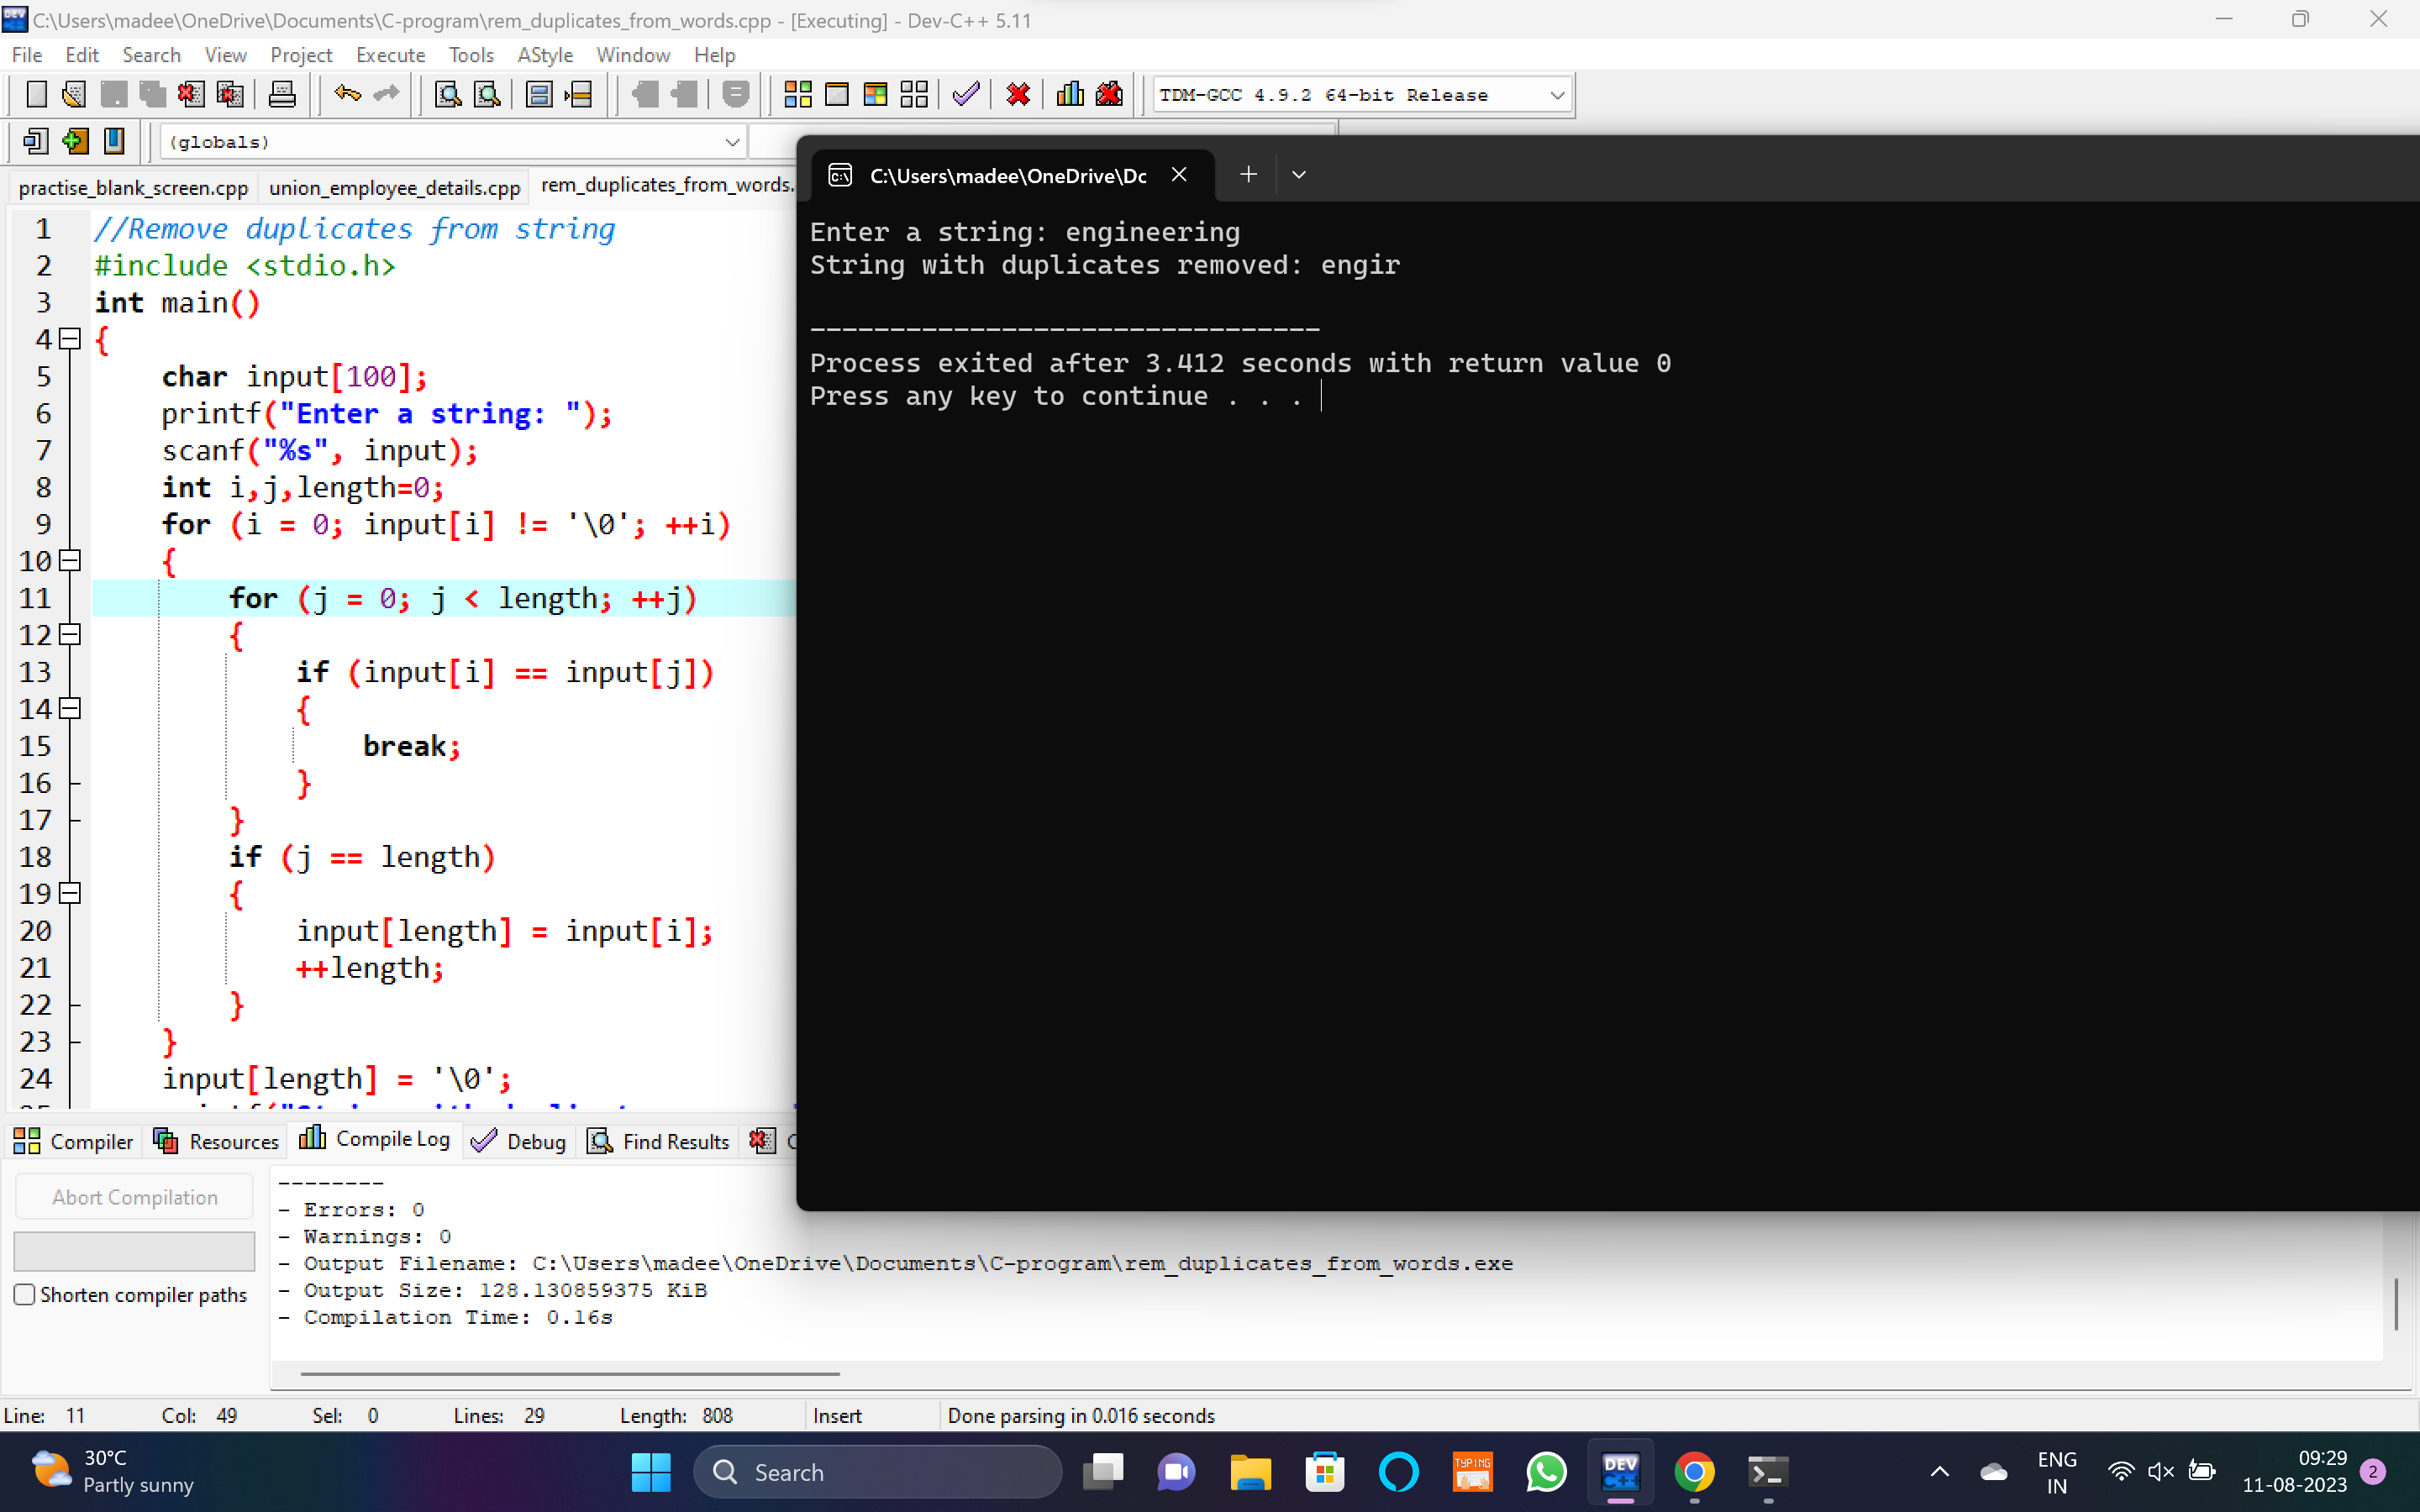 C:\Users\madee\OneDrive\Documents\C-program\rem_duplicates_from_words.cpp - [Executing] - Dev-C++ 5.11
File Edit Search View Project Execute Tools AStyle Window Help
TDM-GCC 4.9.2 64-bit Release
(globals)
practise_blank_screen.cpp union_employee_details.cpp rem_duplicates_from_words.
1 //Remove duplicates from string
2 #include <stdio.h>
3 int main()
4 {
5 char input[100];
6 printf("Enter a string: ");
7 scanf("%s", input);
8 int i,j,length=0;
9 for (i = 0; input[i] != '\0'; ++i)
10 {
11 for (j = 0; j < length; ++j)
12 {
13 if (input[i] == input[j])
14 {
15 break;
16 }
17 }
18 if (j == length)
19 {
20 input[length] = input[i];
21 ++length;
22 }
23 }
24 input[length] = '\0';
C:\Users\madee\OneDrive\Dc
Enter a string: engineering
String with duplicates removed: engir
--------------------------------
Process exited after 3.412 seconds with return value 0
Press any key to continue . . .
Compiler Resources Compile Log Debug Find Results
Abort Compilation
Shorten compiler paths
--------
- Errors: 0
- Warnings: 0
- Output Filename: C:\Users\madee\OneDrive\Documents\C-program\rem_duplicates_from_words.exe
- Output Size: 128.130859375 KiB
- Compilation Time: 0.16s
Line: 11 Col: 49 Sel: 0 Lines: 29 Length: 808 Insert Done parsing in 0.016 seconds
30°C
Partly sunny
Search
TYPING
DEV
C++
ENG
IN
09:29
11-08-2023
2